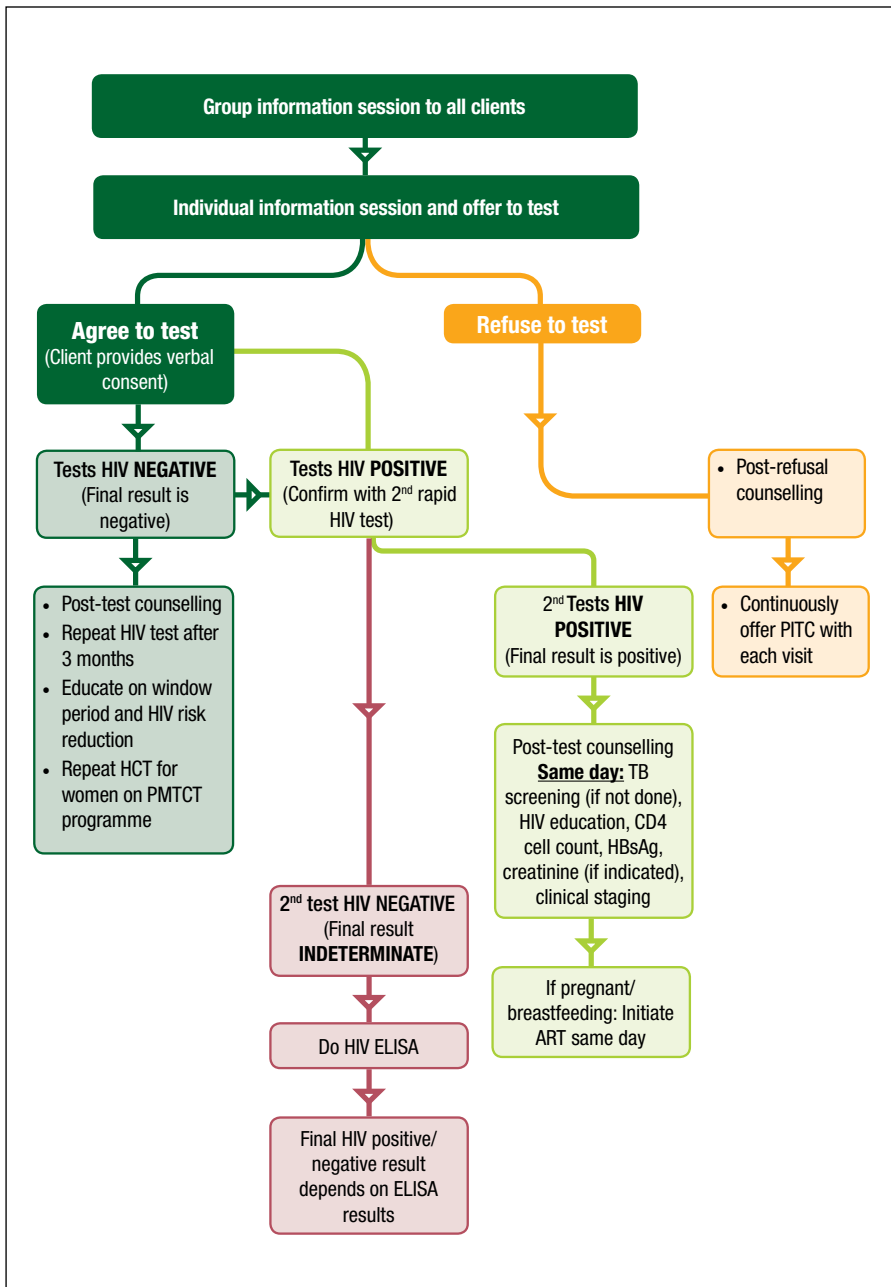 Group information session to all clients
Individual information session and offer to test
Agree to test
(Client provides verbal
consent)
Refuse to test
Tests HIV NEGATIVE
(Final result is
negative)
Tests HIV POSITIVE
(Confirm with 2nd rapid
HIV test)
• Post-refusal
counselling
• Post-test counselling
• Repeat HIV test after
3 months
• Educate on window
period and HIV risk
reduction
• Repeat HCT for
women on PMTCT
programme
2nd Tests HIV
POSITIVE
(Final result is positive)
• Continuously
offer PITC with
each visit
Post-test counselling
Same day: TB
screening (if not done),
HIV education, CD4
cell count, HBsAg,
creatinine (if indicated),
clinical staging
2nd test HIV NEGATIVE
(Final result
INDETERMINATE)
If pregnant/
breastfeeding: Initiate
ART same day
Do HIV ELISA
Final HIV positive/
negative result
depends on ELISA
results